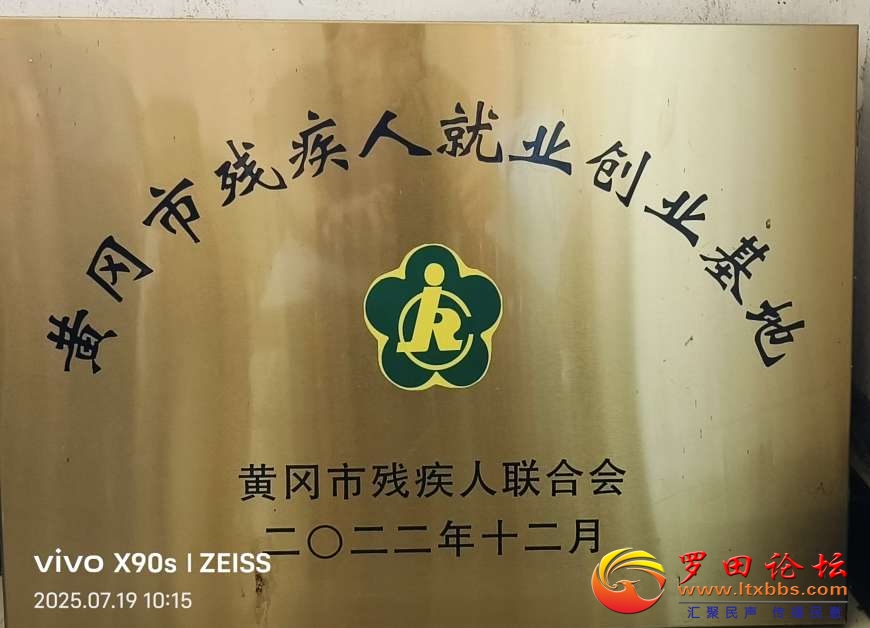 黄冈市残疾人就业创业基地
黄冈市残疾人联合会
二〇二二年十二月
vivo X90s | ZEISS
2025.07.19 10:15
罗田论坛
www.ltxbbs.com
汇聚民声